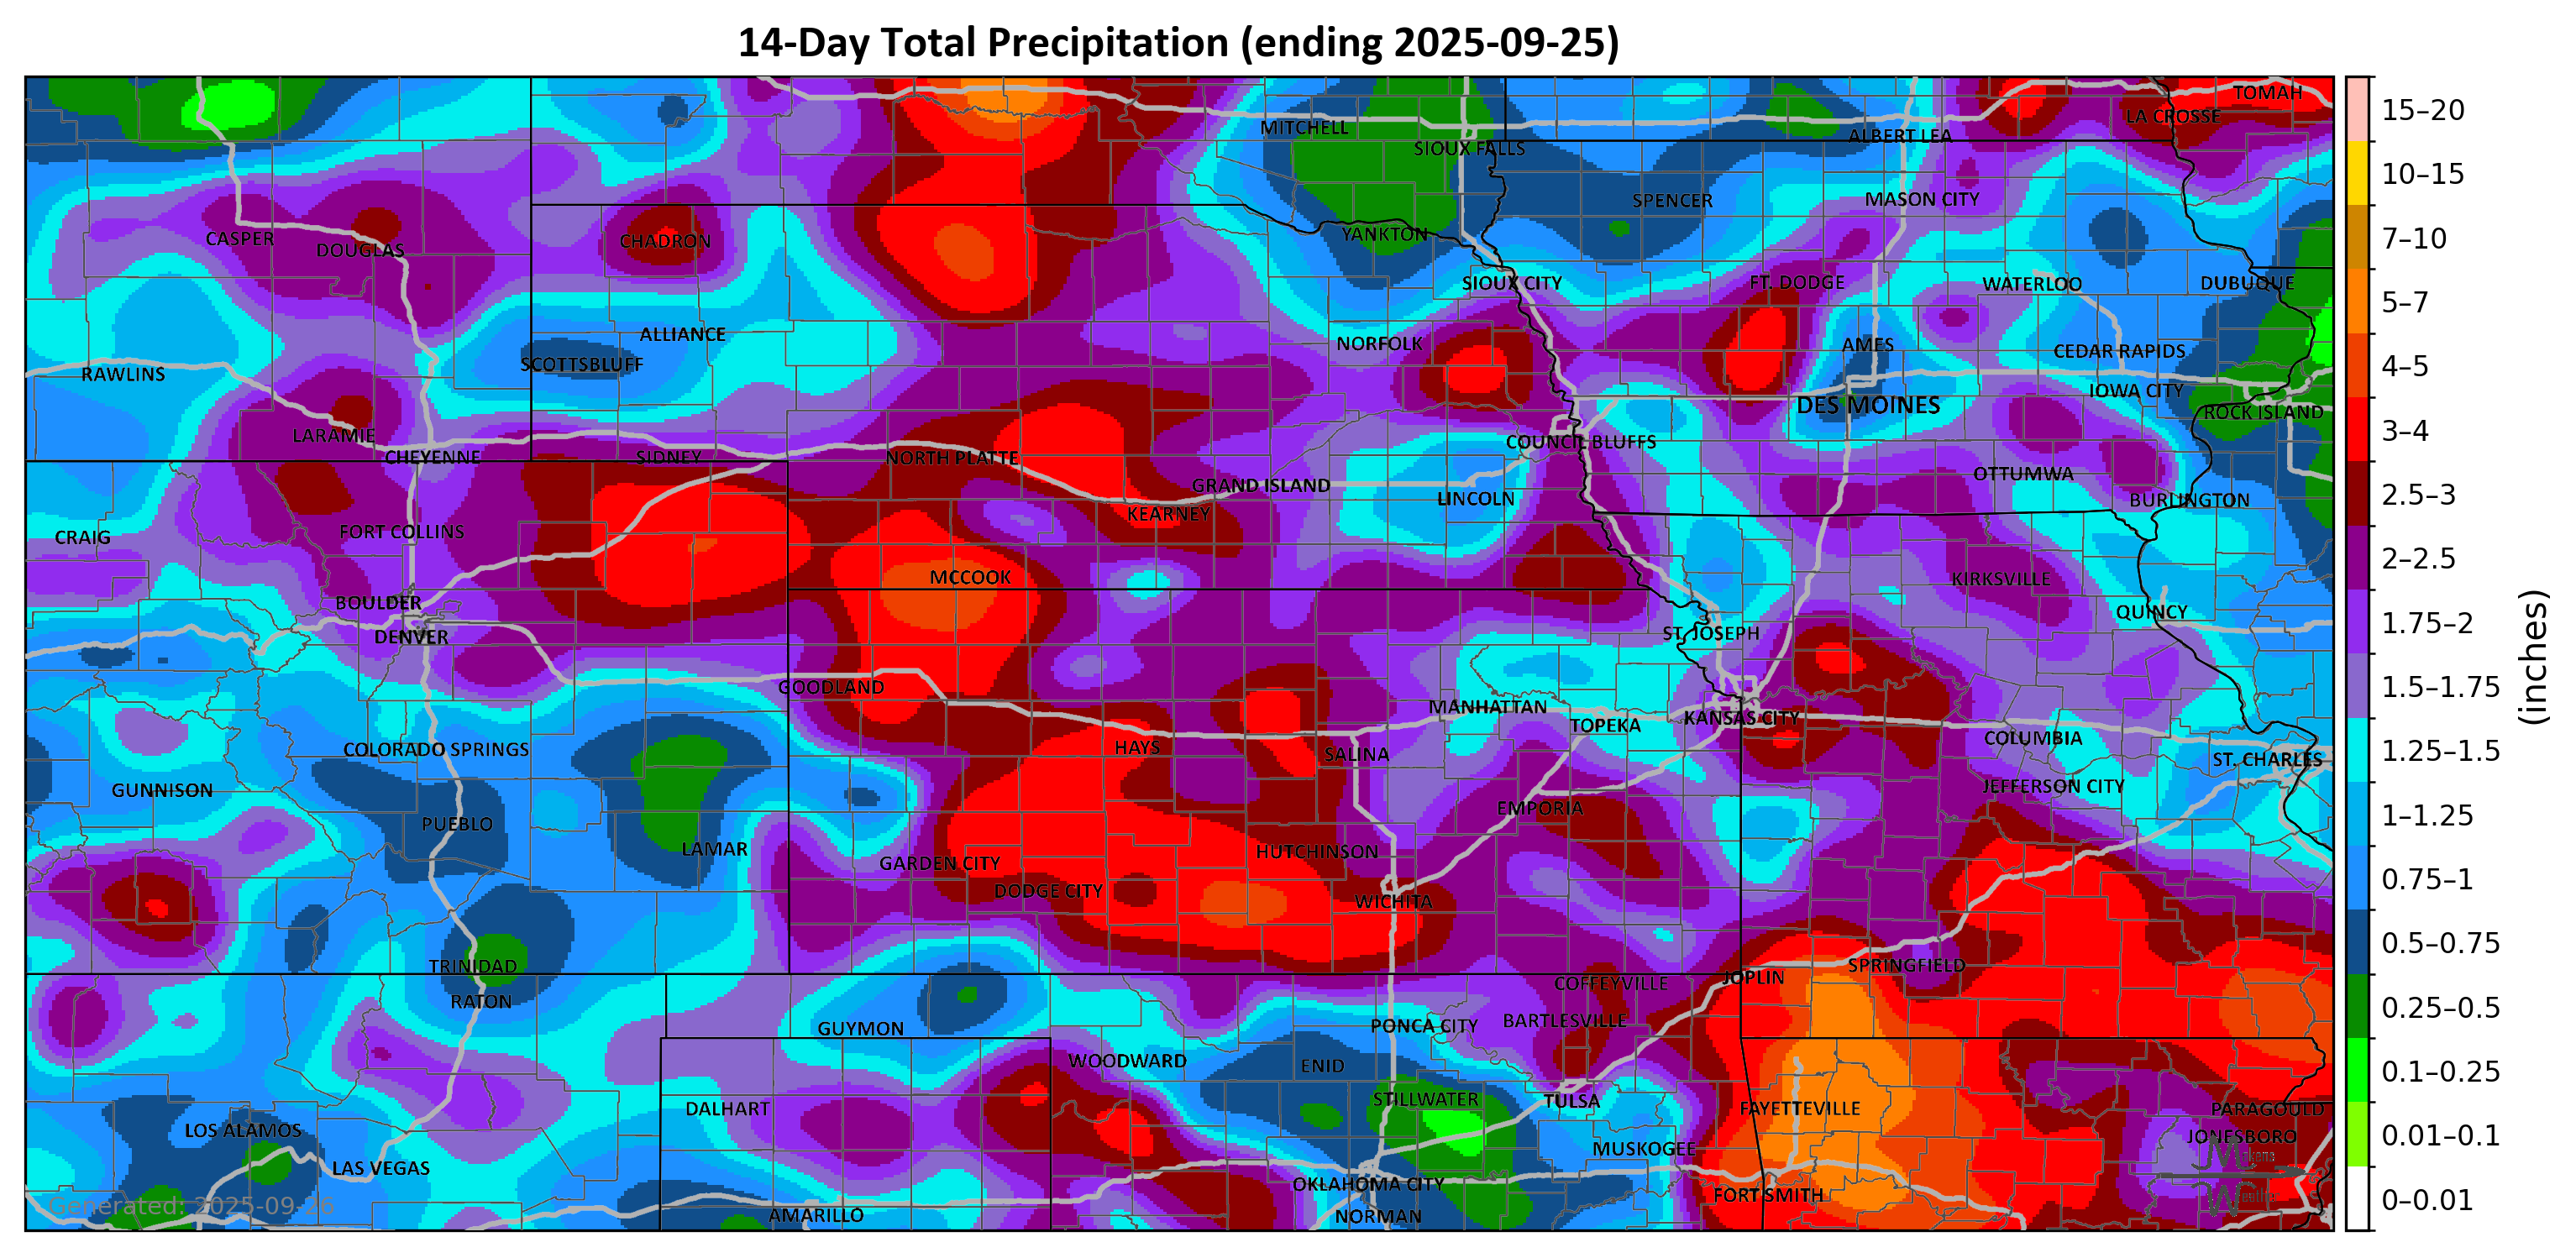 14-Day Total Precipitation (ending 2025-09-25)
TOMAH
LA CROSSE
MITCHELL
ALBERT LEA
SIOUX FALLS
SPENCER
MASON CITY
YANKTON
CASPER
DOUGLAS
CHADRON
SIOUX CITY
FT. DODGE
WATERLOO
DUBUQUE
ALLIANCE
NORFOLK
AMES
CEDAR RAPIDS
SCOTTSBLUFF
RAWLINS
IOWA CITY
DES MOINES
ROCK ISLAND
LARAMIE
COUNCIL BLUFFS
CHEYENNE
SIDNEY
NORTH PLATTE
OTTUMWA
GRAND ISLAND
LINCOLN
BURLINGTON
KEARNEY
CRAIG
FORT COLLINS
MCCOOK
KIRKSVILLE
BOULDER
QUINCY
DENVER
ST. JOSEPH
GOODLAND
MANHATTAN
TOPEKA
KANSAS CITY
COLUMBIA
COLORADO SPRINGS
HAYS
SALINA
ST. CHARLES
GUNNISON
JEFFERSON CITY
EMPORIA
PUEBLO
LAMAR
HUTCHINSON
GARDEN CITY
DODGE CITY
WICHITA
TRINIDAD
SPRINGFIELD
JOPLIN
COFFEYVILLE
RATON
BARTLESVILLE
GUYMON
PONCA CITY
WOODWARD
ENID
STILLWATER
TULSA
DALHART
FAYETTEVILLE
PARAGOULD
LOS ALAMOS
JONESBORO
MUSKOGEE
LAS VEGAS
OKLAHOMA CITY
FORT SMITH
AMARILLO
NORMAN
Generated: 2025-09-26
15–20
10–15
7–10
5–7
4–5
3–4
2.5–3
2–2.5
1.75–2
1.5–1.75
1.25–1.5
1–1.25
0.75–1
0.5–0.75
0.25–0.5
0.1–0.25
0.01–0.1
0–0.01
(inches)